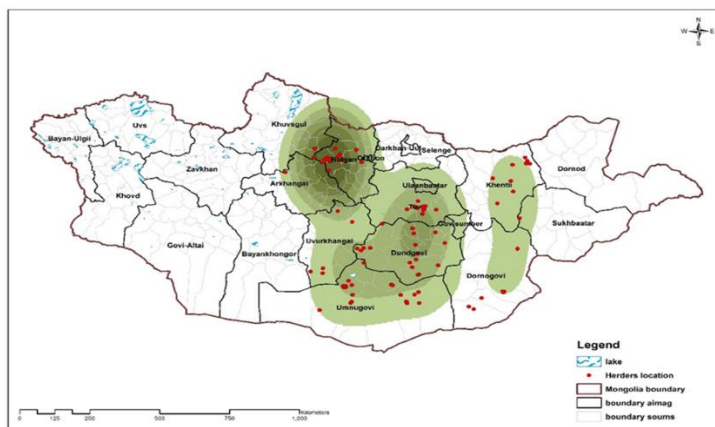 N
W E
S
Khuvsgul
Uvs
Bayan-Ulgii
Darkhan-Uul
Selenge
Bulgan
Orkhon
Zavkhan
Dornod
Khovd
Arkhangai
Ulaanbaatar
Khentii
Tuv
Govisumber
Sukhbaatar
Govi-Altai
Uvurkhangai
Bayankhongor
Dundgovi
Dornogovi
Umnugovi
Legend
lake
Herders location
Mongolia boundary
boundary aimag
boundary soums
0 125 250 500 750 1,000
Kilometers